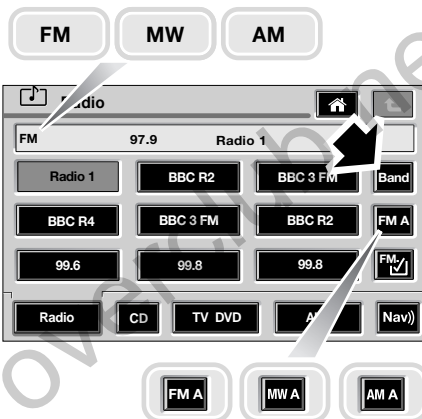 FM MW AM
Radio
FM 97.9 Radio 1
Radio 1 BBC R2 BBC 3 FM Band
BBC R4 BBC 3 FM BBC R2 FM A
99.6 99.8 99.8 FM
Radio CD TV DVD Nav))
FM A MW A AM A